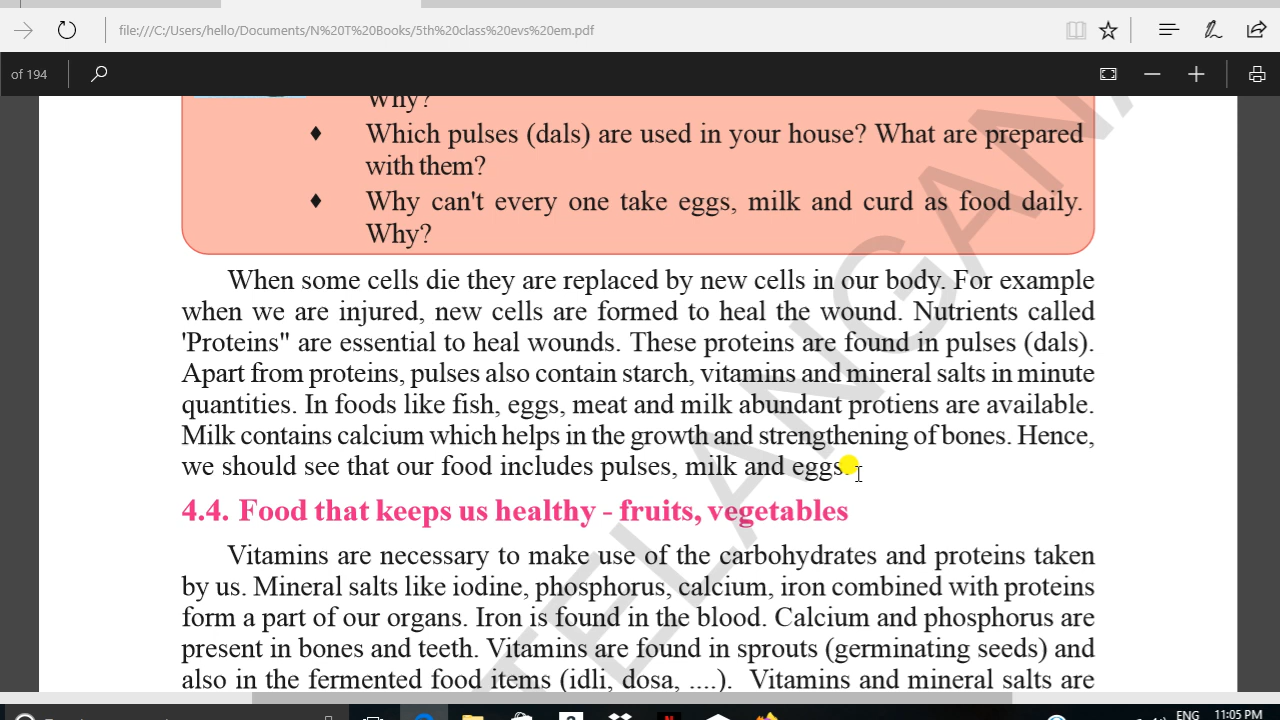 file:///C:/Users/hello/Documents/N%20T%20Books/5th%20class%20evs%20em.pdf
of 194
Why?
♦ Which pulses (dals) are used in your house? What are prepared
with them?
♦ Why can't every one take eggs, milk and curd as food daily.
Why?
When some cells die they are replaced by new cells in our body. For example
when we are injured, new cells are formed to heal the wound. Nutrients called
'Proteins" are essential to heal wounds. These proteins are found in pulses (dals).
Apart from proteins, pulses also contain starch, vitamins and mineral salts in minute
quantities. In foods like fish, eggs, meat and milk abundant protiens are available.
Milk contains calcium which helps in the growth and strengthening of bones. Hence,
we should see that our food includes pulses, milk and eggs.
4.4. Food that keeps us healthy - fruits, vegetables
Vitamins are necessary to make use of the carbohydrates and proteins taken
by us. Mineral salts like iodine, phosphorus, calcium, iron combined with proteins
form a part of our organs. Iron is found in the blood. Calcium and phosphorus are
present in bones and teeth. Vitamins are found in sprouts (germinating seeds) and
also in the fermented food items (idli, dosa, ....). Vitamins and mineral salts are
TELANGANA
ENG
11:05 PM